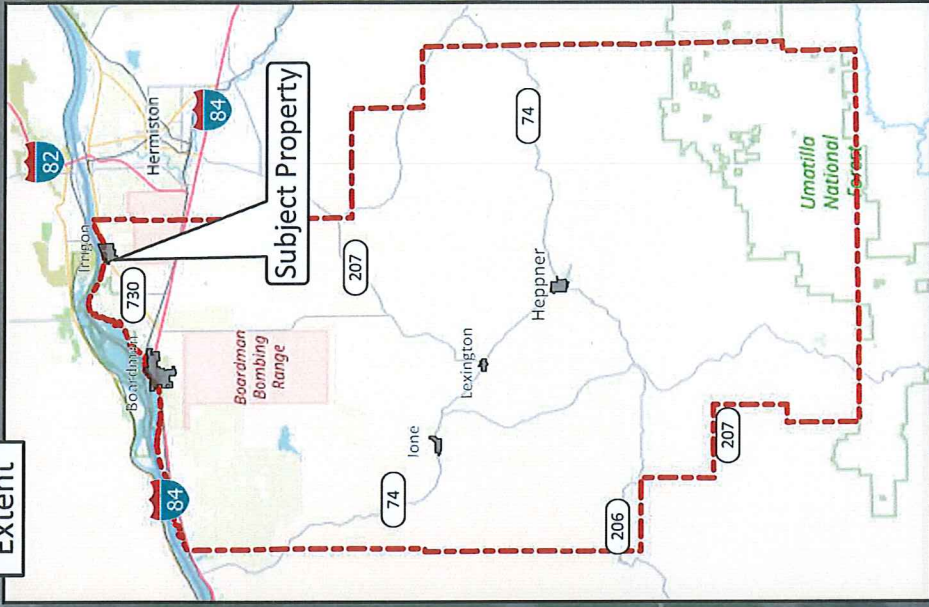 Extent
82
84
Hermiston
Irrigon
Subject Property
730
Boardman
84
207
74
Boardman
Bombing
Range
Heppner
Lexington
Ione
74
Umatilla
National
Forest
207
206